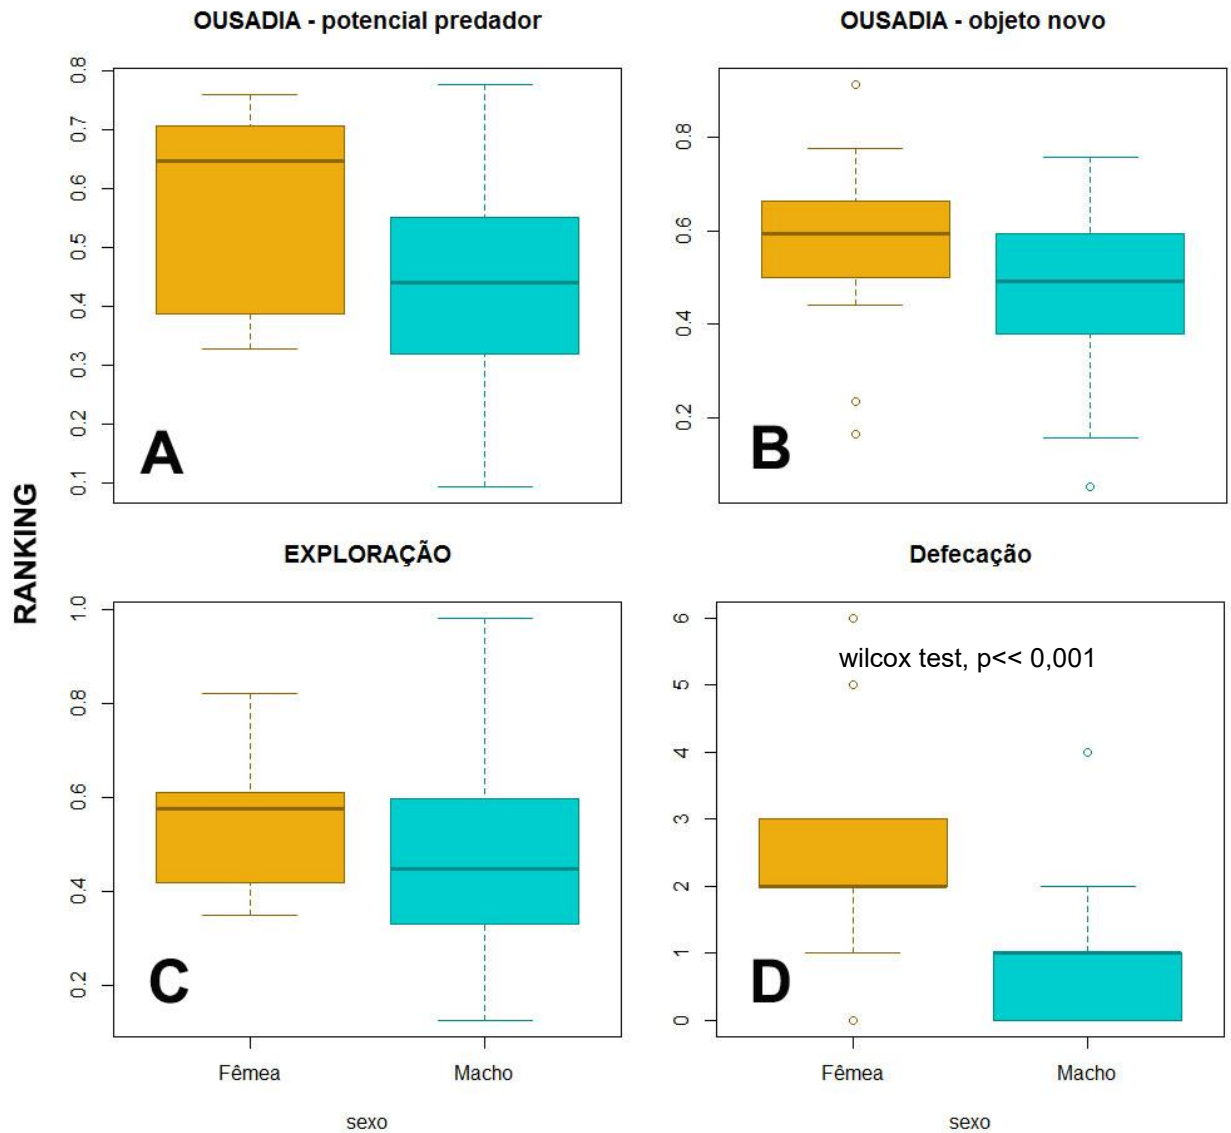 OUSADIA - potencial predador
OUSADIA - objeto novo
0.8
0.7
0.6
0.5
0.4
0.3
0.2
0.1
A
0.8
0.6
0.4
0.2
B
RANKING
EXPLORAÇÃO
Defecação
1.0
0.8
0.6
0.4
0.2
C
6
5
4
3
2
1
0
wilcox test, p<< 0,001
D
Fêmea
Macho
sexo
Fêmea
Macho
sexo